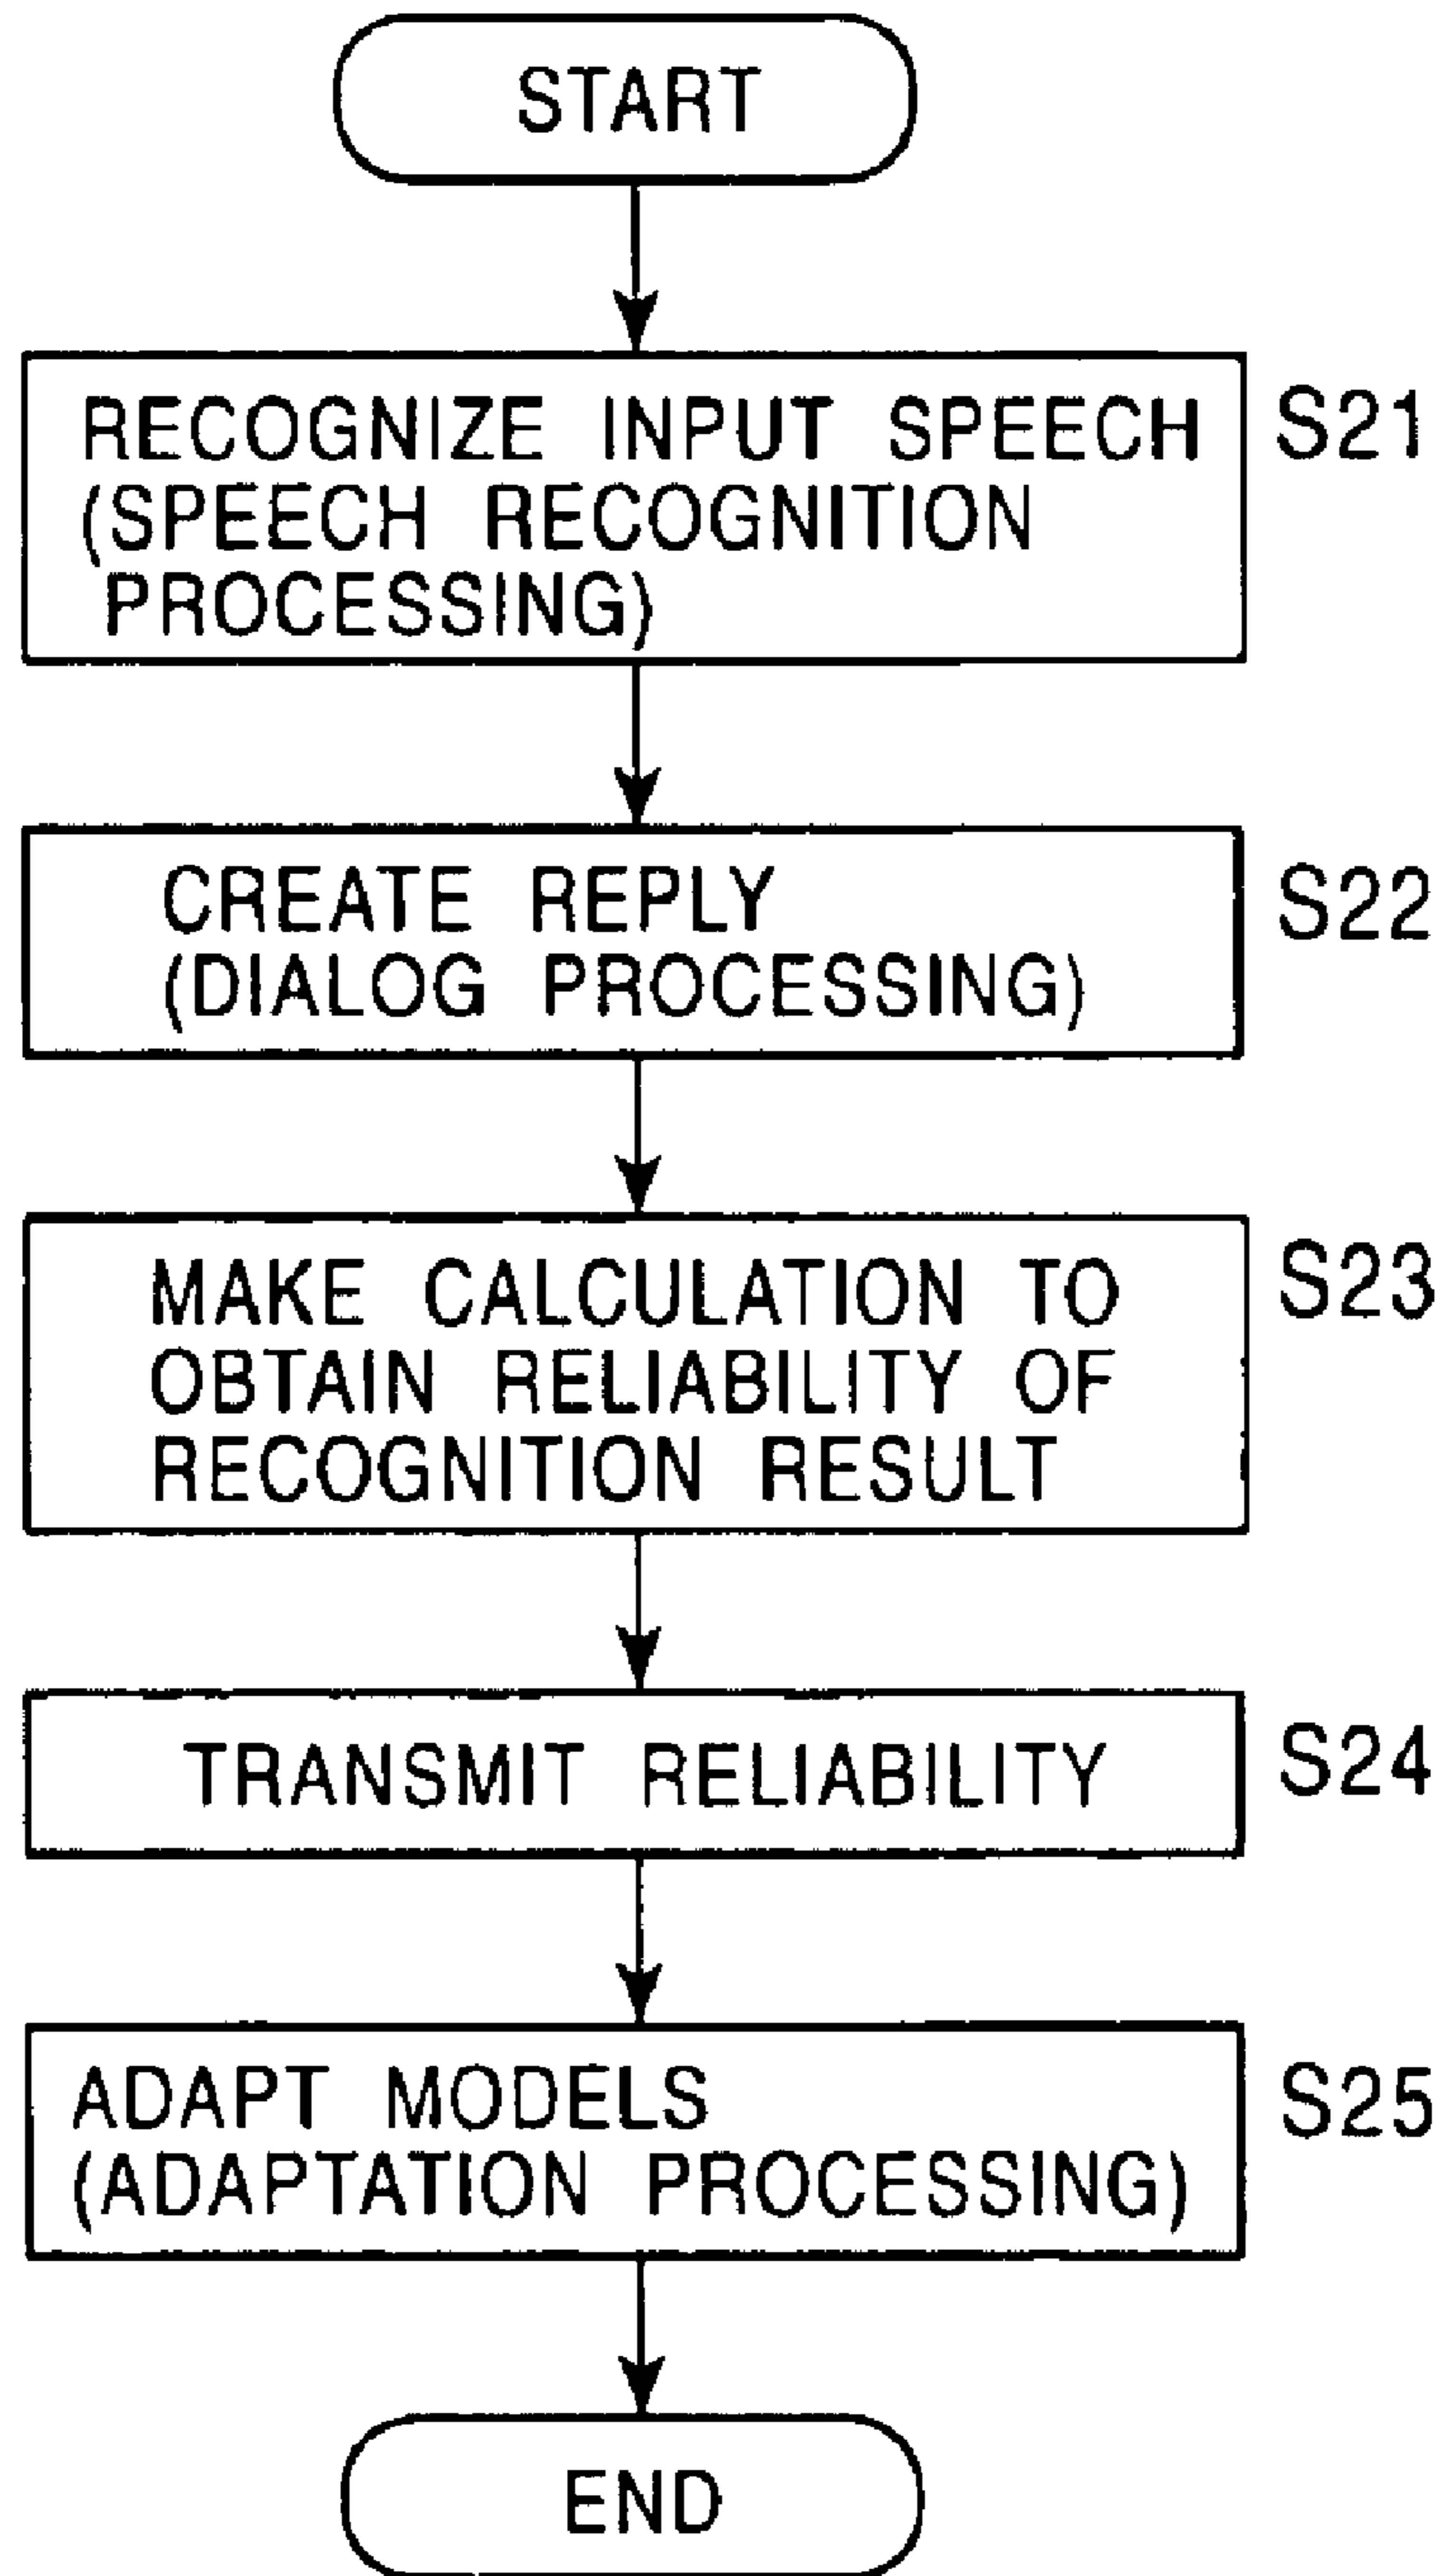 START
RECOGNIZE INPUT SPEECH
(SPEECH RECOGNITION
PROCESSING)
S21
CREATE REPLY
(DIALOG PROCESSING)
S22
MAKE CALCULATION TO
OBTAIN RELIABILITY OF
RECOGNITION RESULT
S23
TRANSMIT RELIABILITY
S24
ADAPT MODELS
(ADAPTATION PROCESSING)
S25
END